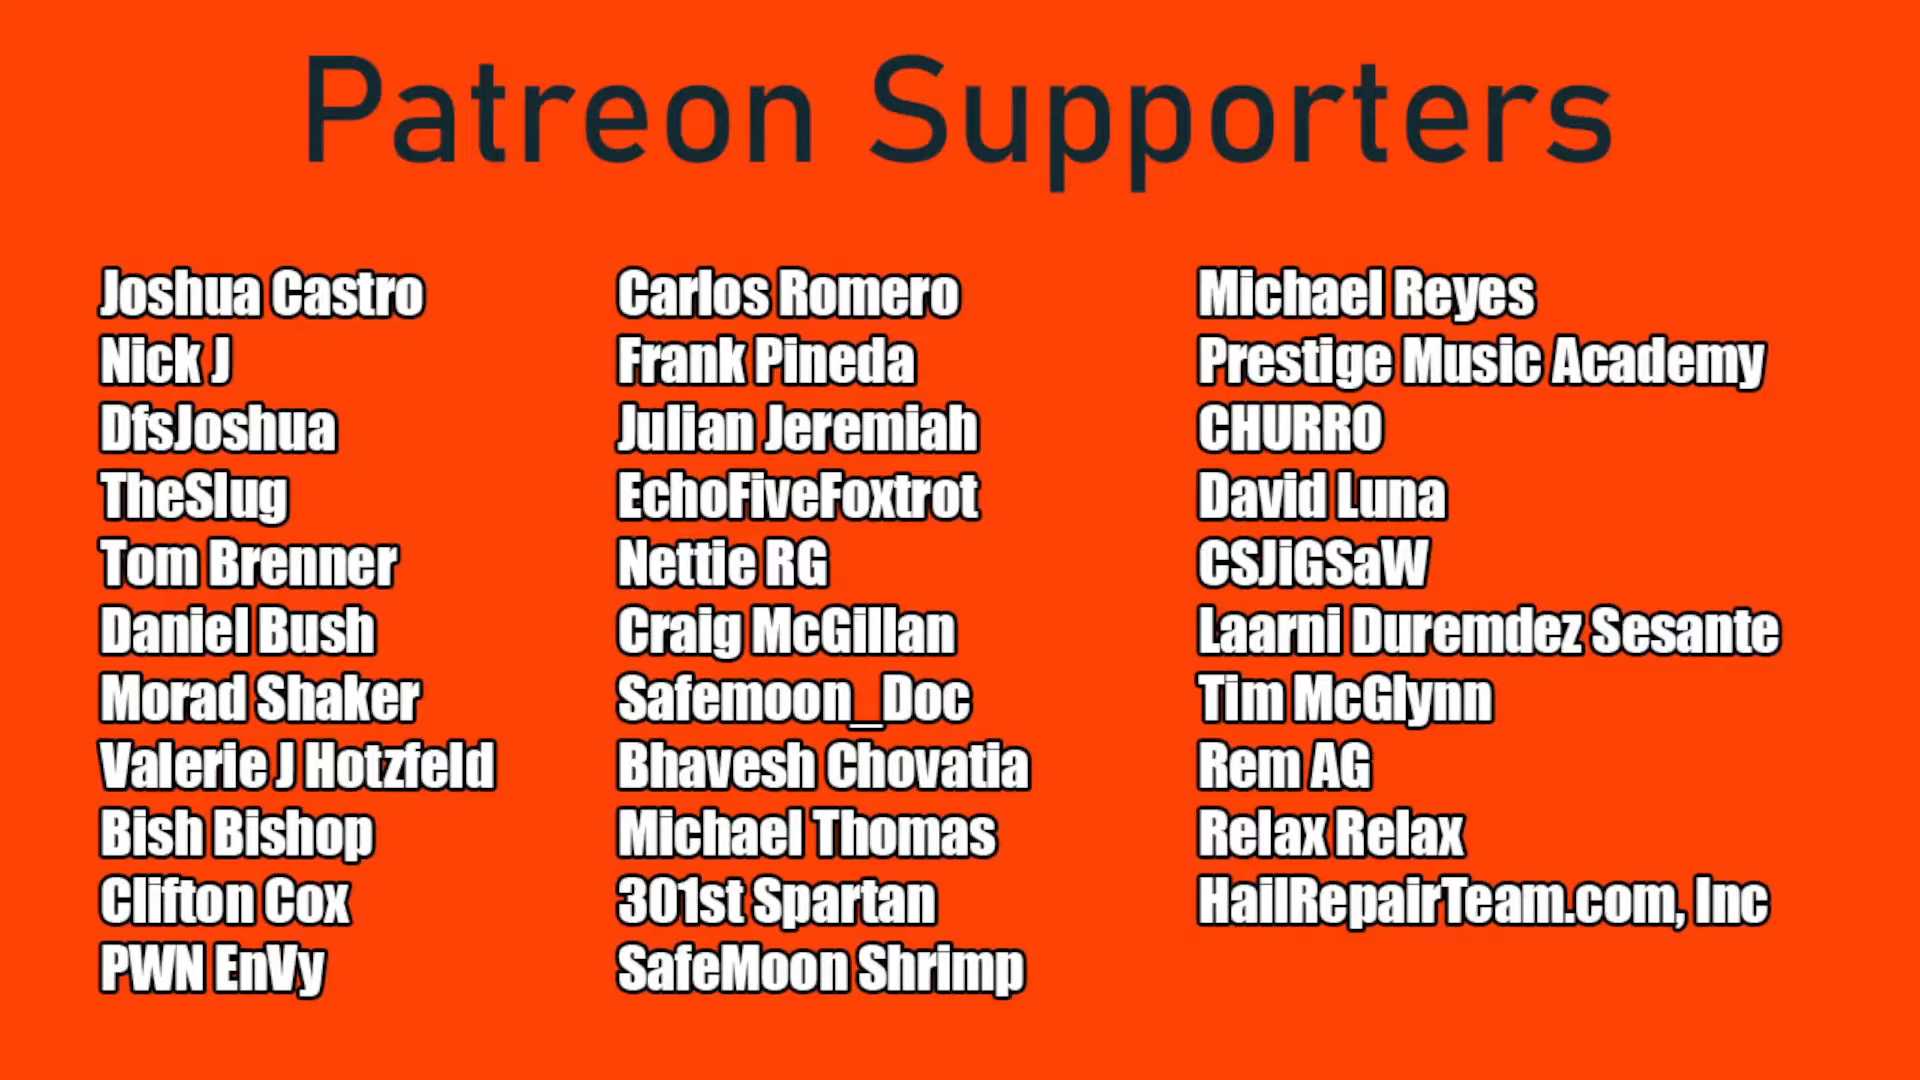 Patreon Supporters
Joshua Castro
Nick J
DfsJoshua
TheSlug
Tom Brenner
Daniel Bush
Morad Shaker
Valerie J Hotzfeld
Bish Bishop
Clifton Cox
PWN EnVy
Carlos Romero
Frank Pineda
Julian Jeremiah
EchoFiveFoxtrot
Nettie RG
Craig McGillan
Safemoon_Doc
Bhavesh Chovatia
Michael Thomas
301st Spartan
SafeMoon Shrimp
Michael Reyes
Prestige Music Academy
CHURRO
David Luna
CSJiGSaW
Laarni Duremdez Sesante
Tim McGlynn
Rem AG
Relax Relax
HailRepairTeam.com, Inc